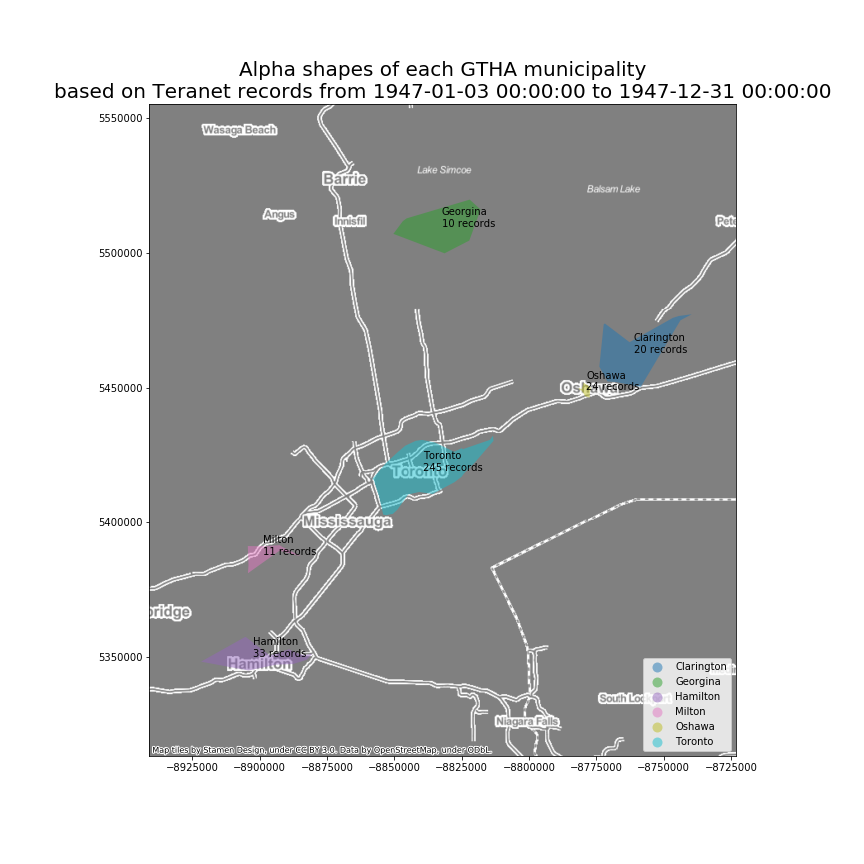 Alpha shapes of each GTHA municipality
based on Teranet records from 1947-01-03 00:00:00 to 1947-12-31 00:00:00
5550000
Wasaga Beach
Lake Simcoe
Barrie
Balsam Lake
Angus
Innisfil
Georgina
10 records
Pete
5500000
Clarington
20 records
Oshawa
24 records
Oshawa
5450000
Toronto
245 records
Toronto
5400000
Mississauga
Milton
11 records
bridge
Hamilton
33 records
Hamilton
5350000
South Lo
Niagara Falls
Clarington
Georgina
Hamilton
Milton
Oshawa
Toronto
Map tiles by Stamen Design, under CC BY 3.0. Data by OpenStreetMap, under ODbL.
−8925000
−8900000
−8875000
−8850000
−8825000
−8800000
−8775000
−8750000
−8725000